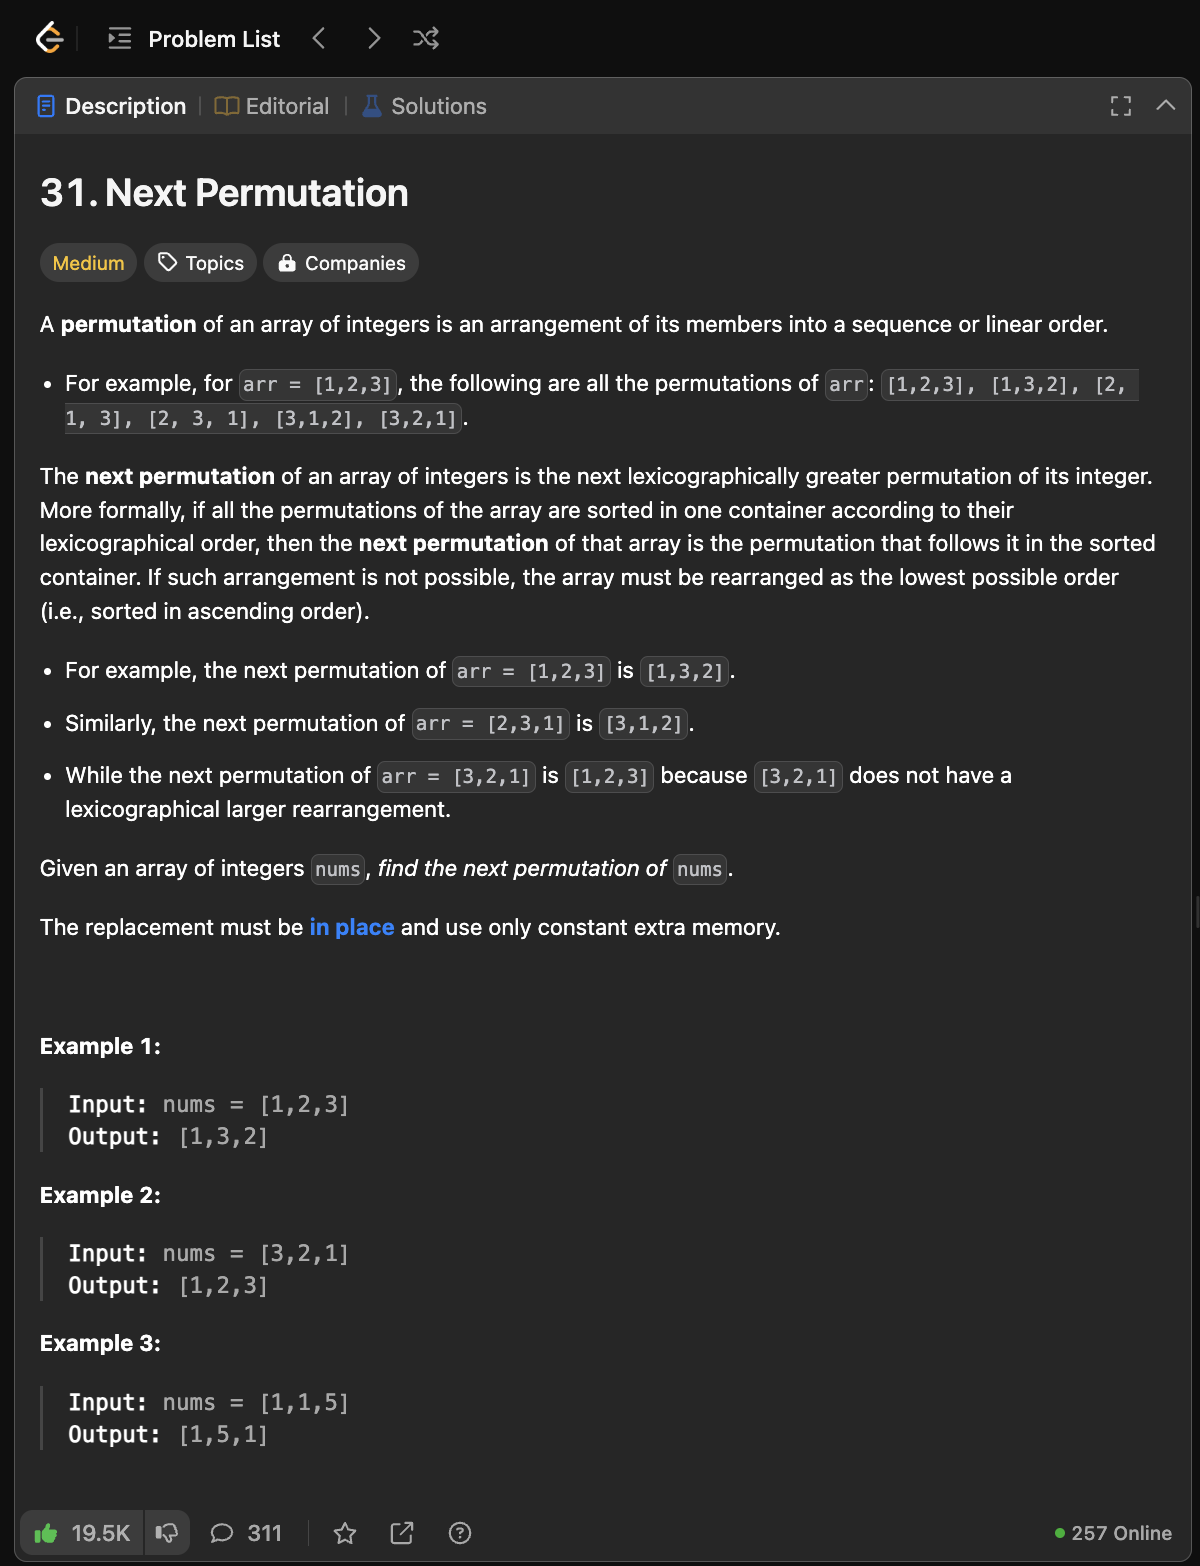 Problem List
Description
Editorial
Solutions
31. Next Permutation
Medium
Topics
Companies
A permutation of an array of integers is an arrangement of its members into a sequence or linear order.
• For example, for arr = [1,2,3], the following are all the permutations of arr: [1,2,3], [1,3,2], [2,
1, 3], [2, 3, 1], [3,1,2], [3,2,1].
The next permutation of an array of integers is the next lexicographically greater permutation of its integer.
More formally, if all the permutations of the array are sorted in one container according to their
lexicographical order, then the next permutation of that array is the permutation that follows it in the sorted
container. If such arrangement is not possible, the array must be rearranged as the lowest possible order
(i.e., sorted in ascending order).
• For example, the next permutation of arr = [1,2,3] is [1,3,2].
• Similarly, the next permutation of arr = [2,3,1] is [3,1,2].
• While the next permutation of arr = [3,2,1] is [1,2,3] because [3,2,1] does not have a
lexicographical larger rearrangement.
Given an array of integers nums, find the next permutation of nums.
The replacement must be in place and use only constant extra memory.
Example 1:
Input: nums = [1,2,3]
Output: [1,3,2]
Example 2:
Input: nums = [3,2,1]
Output: [1,2,3]
Example 3:
Input: nums = [1,1,5]
Output: [1,5,1]
19.5K
311
257 Online